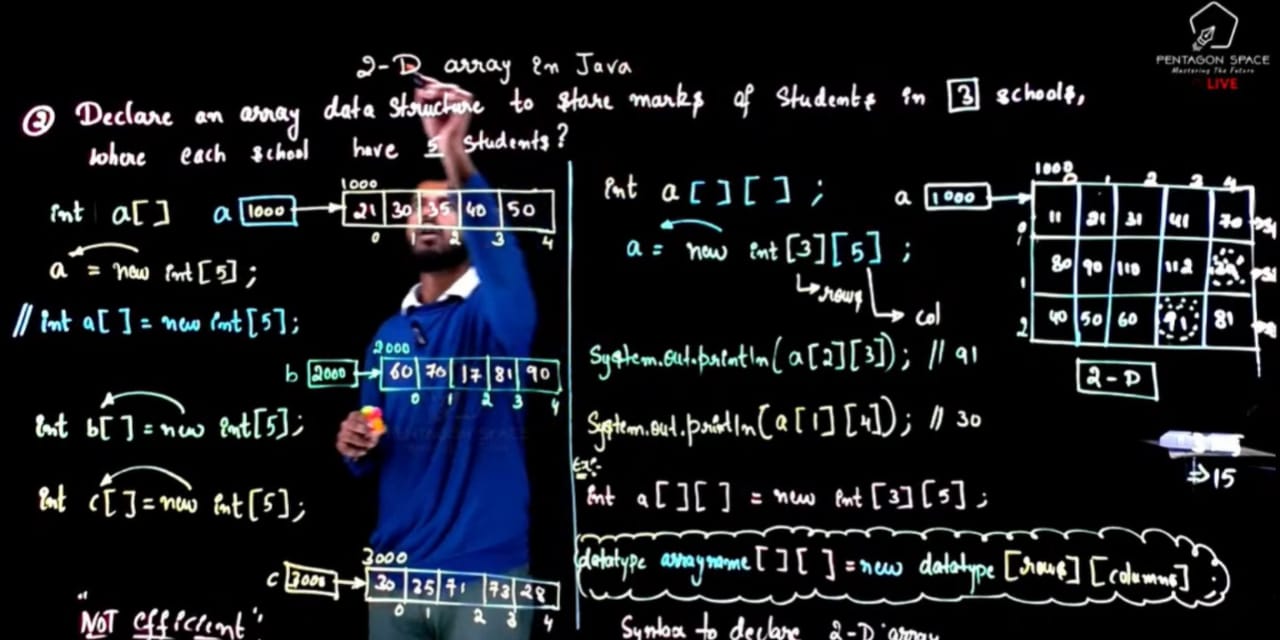 2-D array in Java
PENTAGON SPACE
Mastering The Future
LIVE
② Declare an array data structure to store marks of students in 3 schools,
where each school have 5 students?
int a[]
a 1000
1000
21 30 35 40 50
0 1 2 3 4
a = new int[5];
// int a[ ] = new int[5];
2000
b 2000
60 70 17 81 90
0 1 2 3 4
int b[ ] = new int[5];
int c[ ] = new int[5];
3000
c 3000
30 35 71 73 28
0 1 2 3 4
"NOT Efficient"
int a[ ][ ];
a = new int[3][5];
rows
col
a 1000
1000
0 1 2 3 4
0 11 21 31 41 70
1 80 90 110 112
2 40 50 60 91 81
2-D
System.out.println(a[2][3]); // 91
System.out.println(a[1][4]); // 30
⇒ 15
Ex:-
int a[ ][ ] = new int[3][5];
datatype arrayname[ ][ ] = new datatype[rows][columns];
Syntax to declare 2-D array